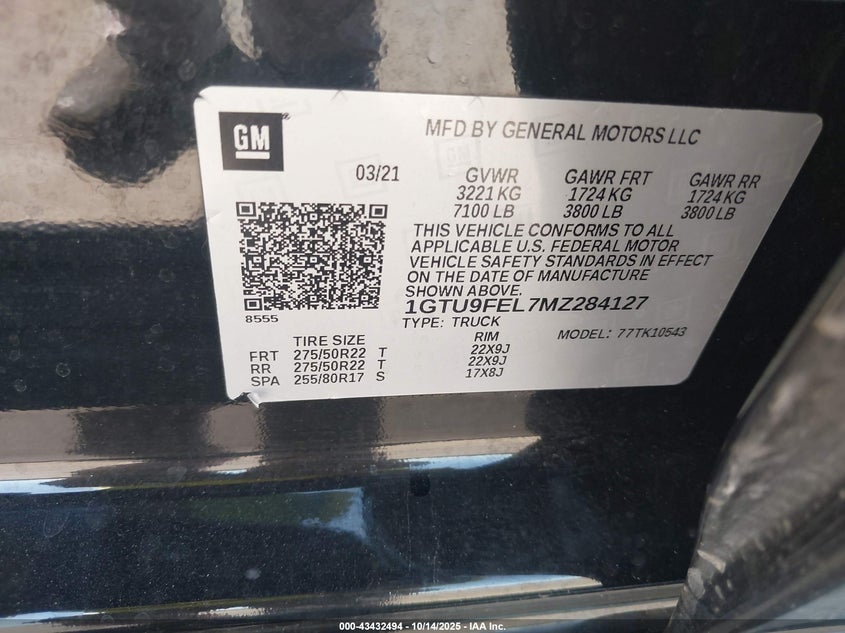 GM
MFD BY GENERAL MOTORS LLC
03/21
GVWR GAWR FRT GAWR RR
3221 KG 1724 KG 1724 KG
7100 LB 3800 LB 3800 LB
THIS VEHICLE CONFORMS TO ALL
APPLICABLE U.S. FEDERAL MOTOR
VEHICLE SAFETY STANDARDS IN EFFECT
ON THE DATE OF MANUFACTURE
SHOWN ABOVE.
8555
1GTU9FEL7MZ284127
TYPE: TRUCK MODEL: 77TK10543
TIRE SIZE RIM
FRT 275/50R22 T 22X9J
RR 275/50R22 T 22X9J
SPA 255/80R17 S 17X8J
000-43432494 - 10/14/2025 - IAA Inc.